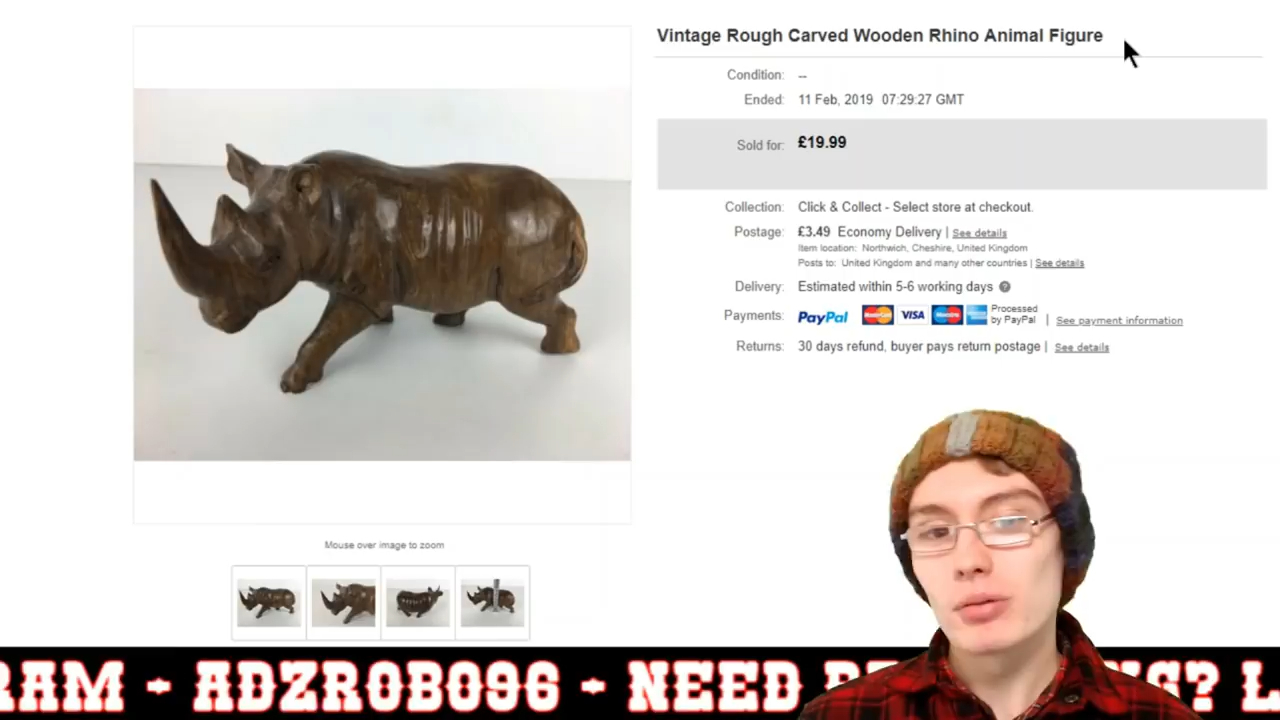 Vintage Rough Carved Wooden Rhino Animal Figure
Condition: --
Ended: 11 Feb, 2019 07:29:27 GMT
Sold for: £19.99
Collection: Click & Collect - Select store at checkout.
Postage: £3.49 Economy Delivery | See details
Item location: Northwich, Cheshire, United Kingdom
Posts to: United Kingdom and many other countries | See details
Delivery: Estimated within 5-6 working days
Payments: PayPal MasterCard VISA Maestro Processed by PayPal | See payment information
Returns: 30 days refund, buyer pays return postage | See details
Mouse over image to zoom
RAM - ADZROB096 - NEED